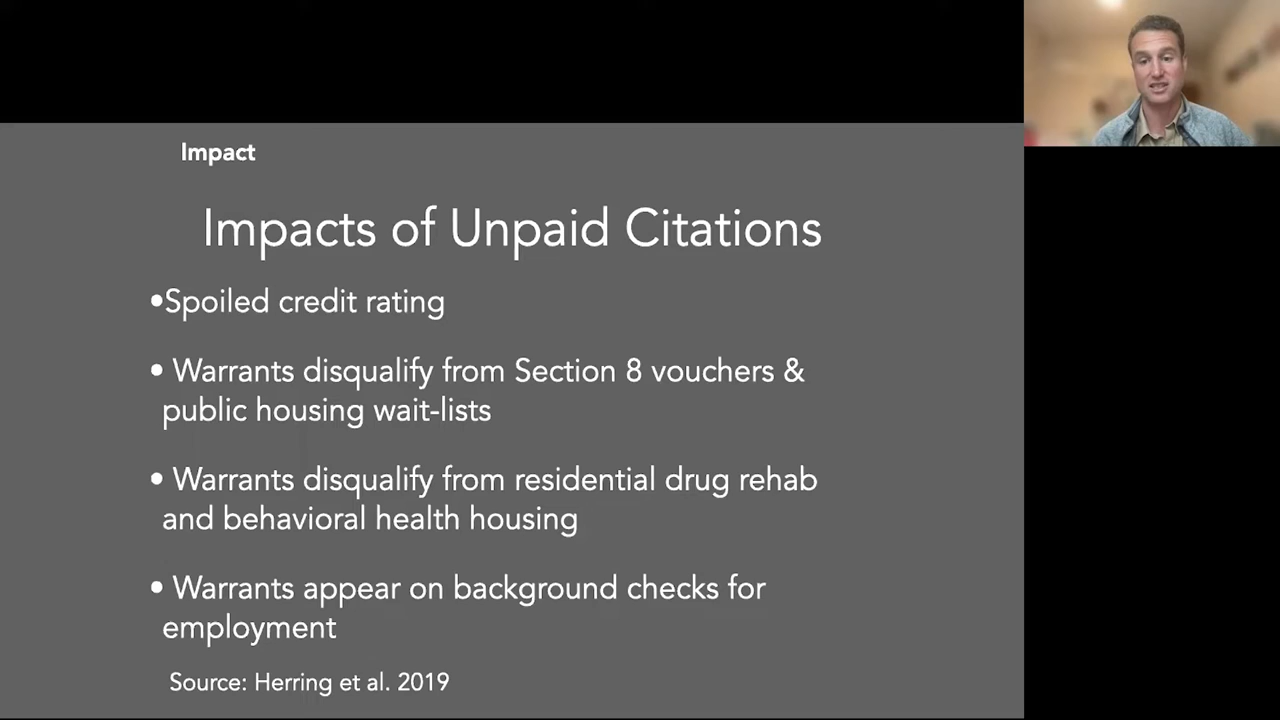 Impact
Impacts of Unpaid Citations
•Spoiled credit rating
• Warrants disqualify from Section 8 vouchers &
public housing wait-lists
• Warrants disqualify from residential drug rehab
and behavioral health housing
• Warrants appear on background checks for
employment
Source: Herring et al. 2019